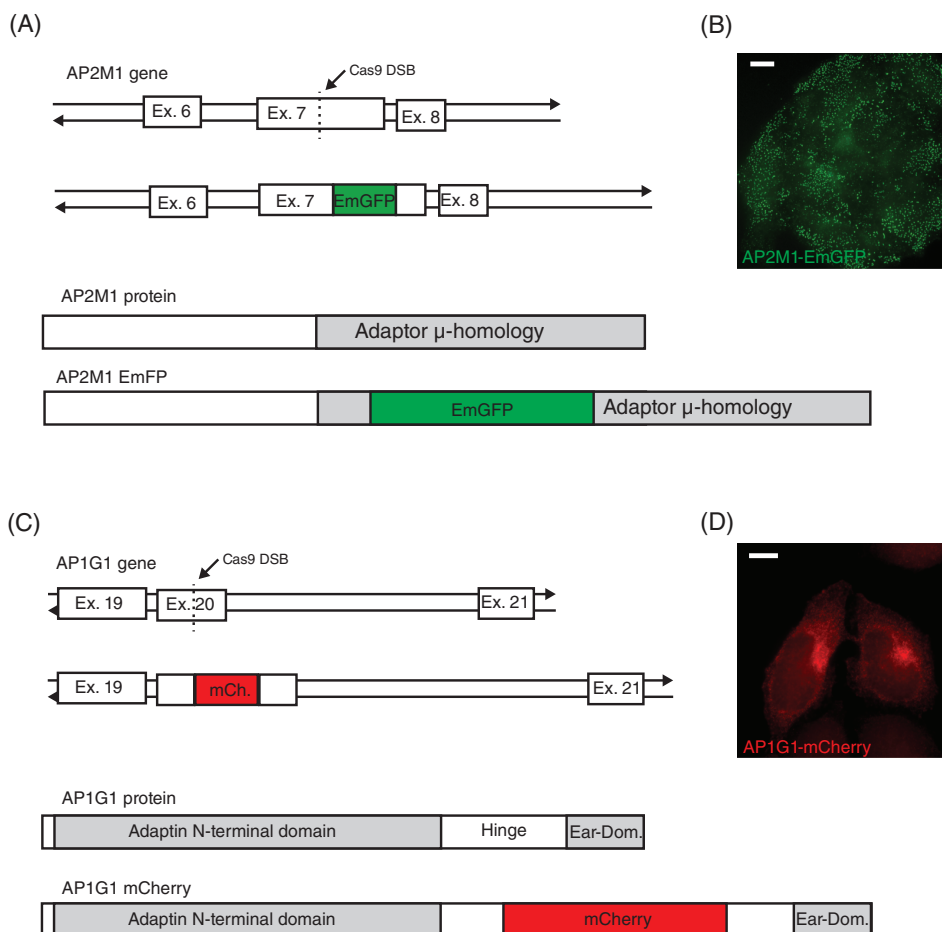 (A)
AP2M1 gene
Cas9 DSB
Ex. 6
Ex. 7
Ex. 8
Ex. 6
Ex. 7
EmGFP
Ex. 8
AP2M1 protein
Adaptor µ-homology
AP2M1 EmFP
EmGFP
Adaptor µ-homology
(B)
AP2M1-EmGFP
(C)
AP1G1 gene
Cas9 DSB
Ex. 19
Ex. 20
Ex. 21
Ex. 19
mCh.
Ex. 21
AP1G1 protein
Adaptin N-terminal domain
Hinge
Ear-Dom.
AP1G1 mCherry
Adaptin N-terminal domain
mCherry
Ear-Dom.
(D)
AP1G1-mCherry